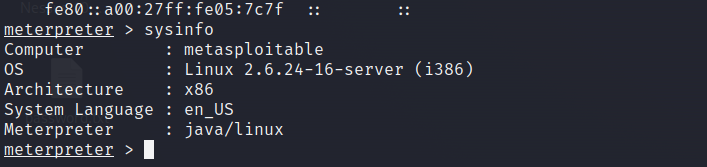 fe80::a00:27ff:fe05:7c7f  ::        ::
meterpreter > sysinfo
Computer        : metasploitable
OS              : Linux 2.6.24-16-server (i386)
Architecture    : x86
System Language : en_US
Meterpreter     : java/linux
meterpreter >